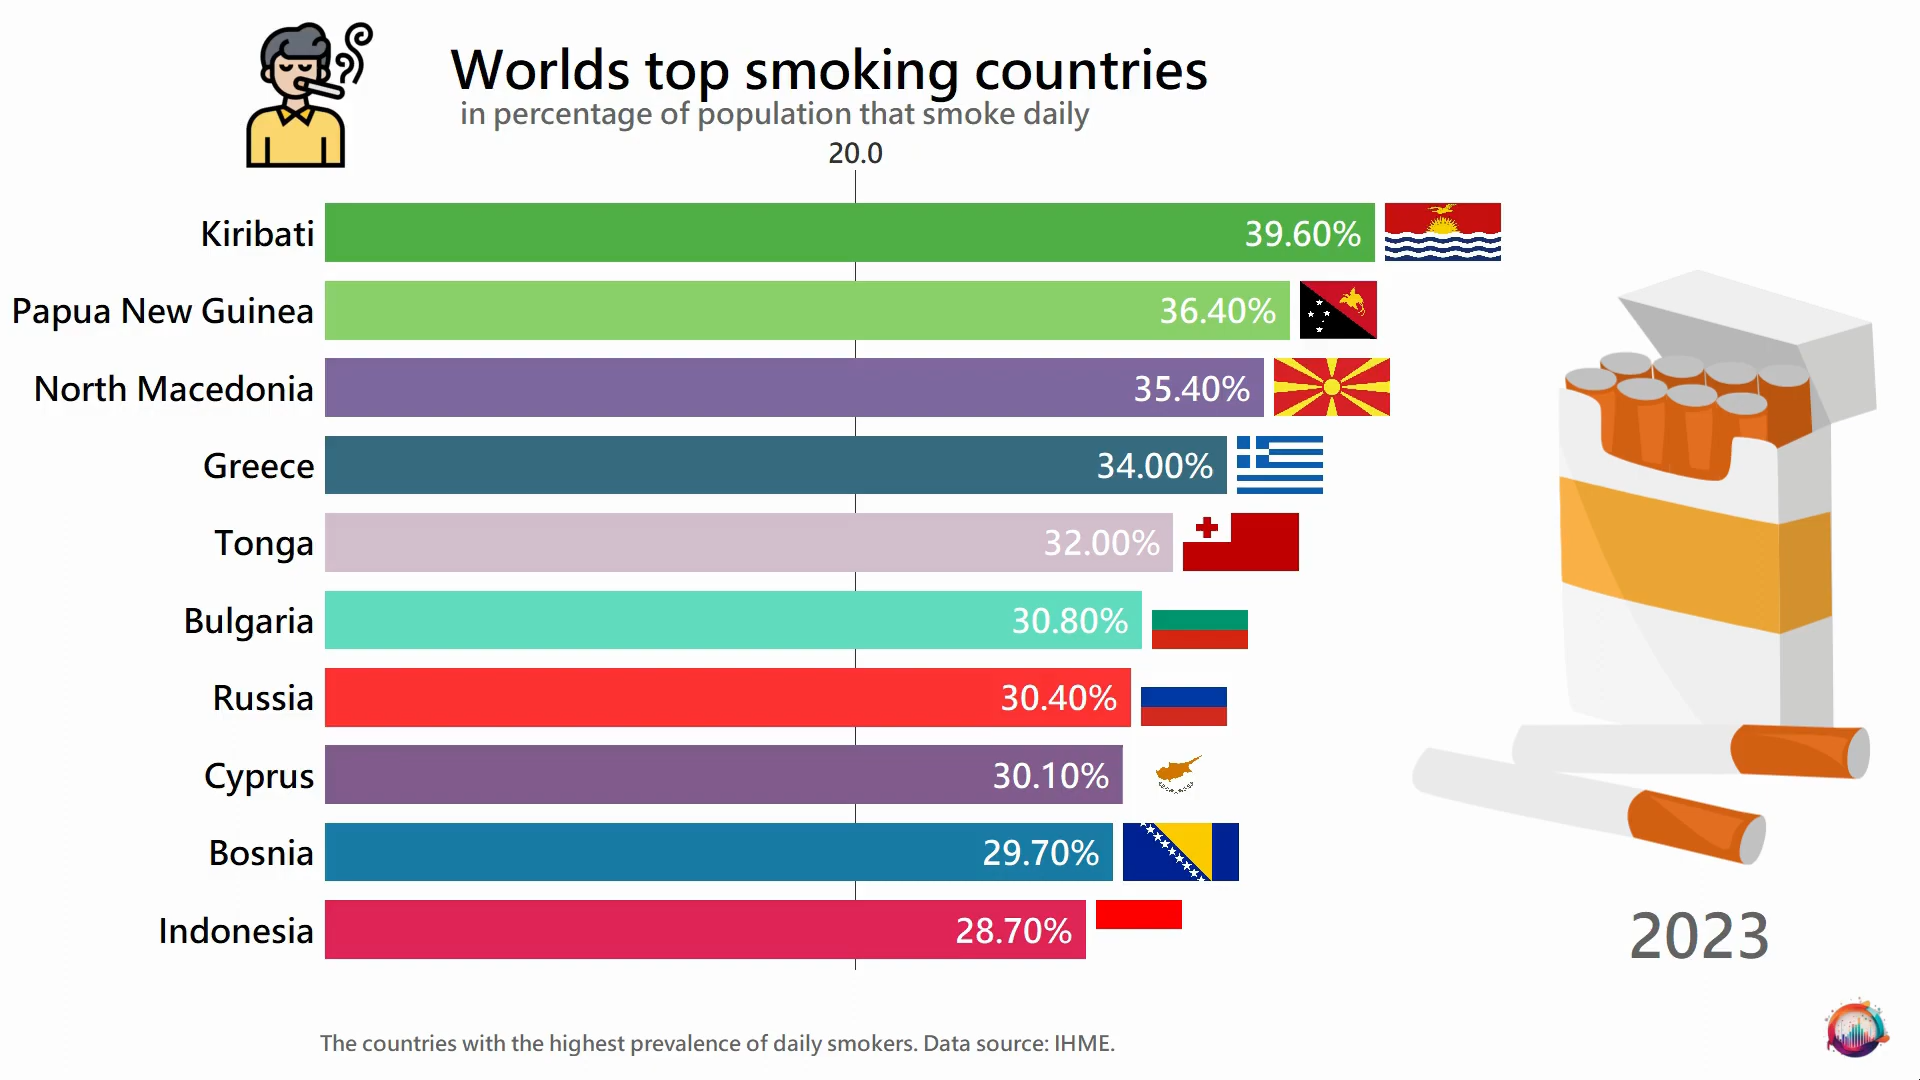 Worlds top smoking countries
in percentage of population that smoke daily
20.0
Kiribati 39.60%
Papua New Guinea 36.40%
North Macedonia 35.40%
Greece 34.00%
Tonga 32.00%
Bulgaria 30.80%
Russia 30.40%
Cyprus 30.10%
Bosnia 29.70%
Indonesia 28.70%
2023
The countries with the highest prevalence of daily smokers. Data source: IHME.